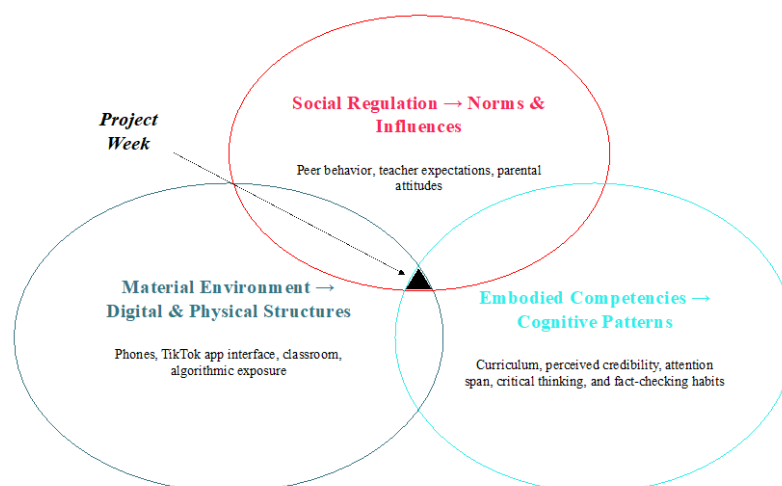 Social Regulation → Norms &
Influences
Project
Week
Peer behavior, teacher expectations, parental
attitudes
Material Environment →
Digital & Physical Structures
Phones, TikTok app interface, classroom,
algorithmic exposure
Embodied Competencies →
Cognitive Patterns
Curriculum, perceived credibility, attention
span, critical thinking, and fact-checking habits